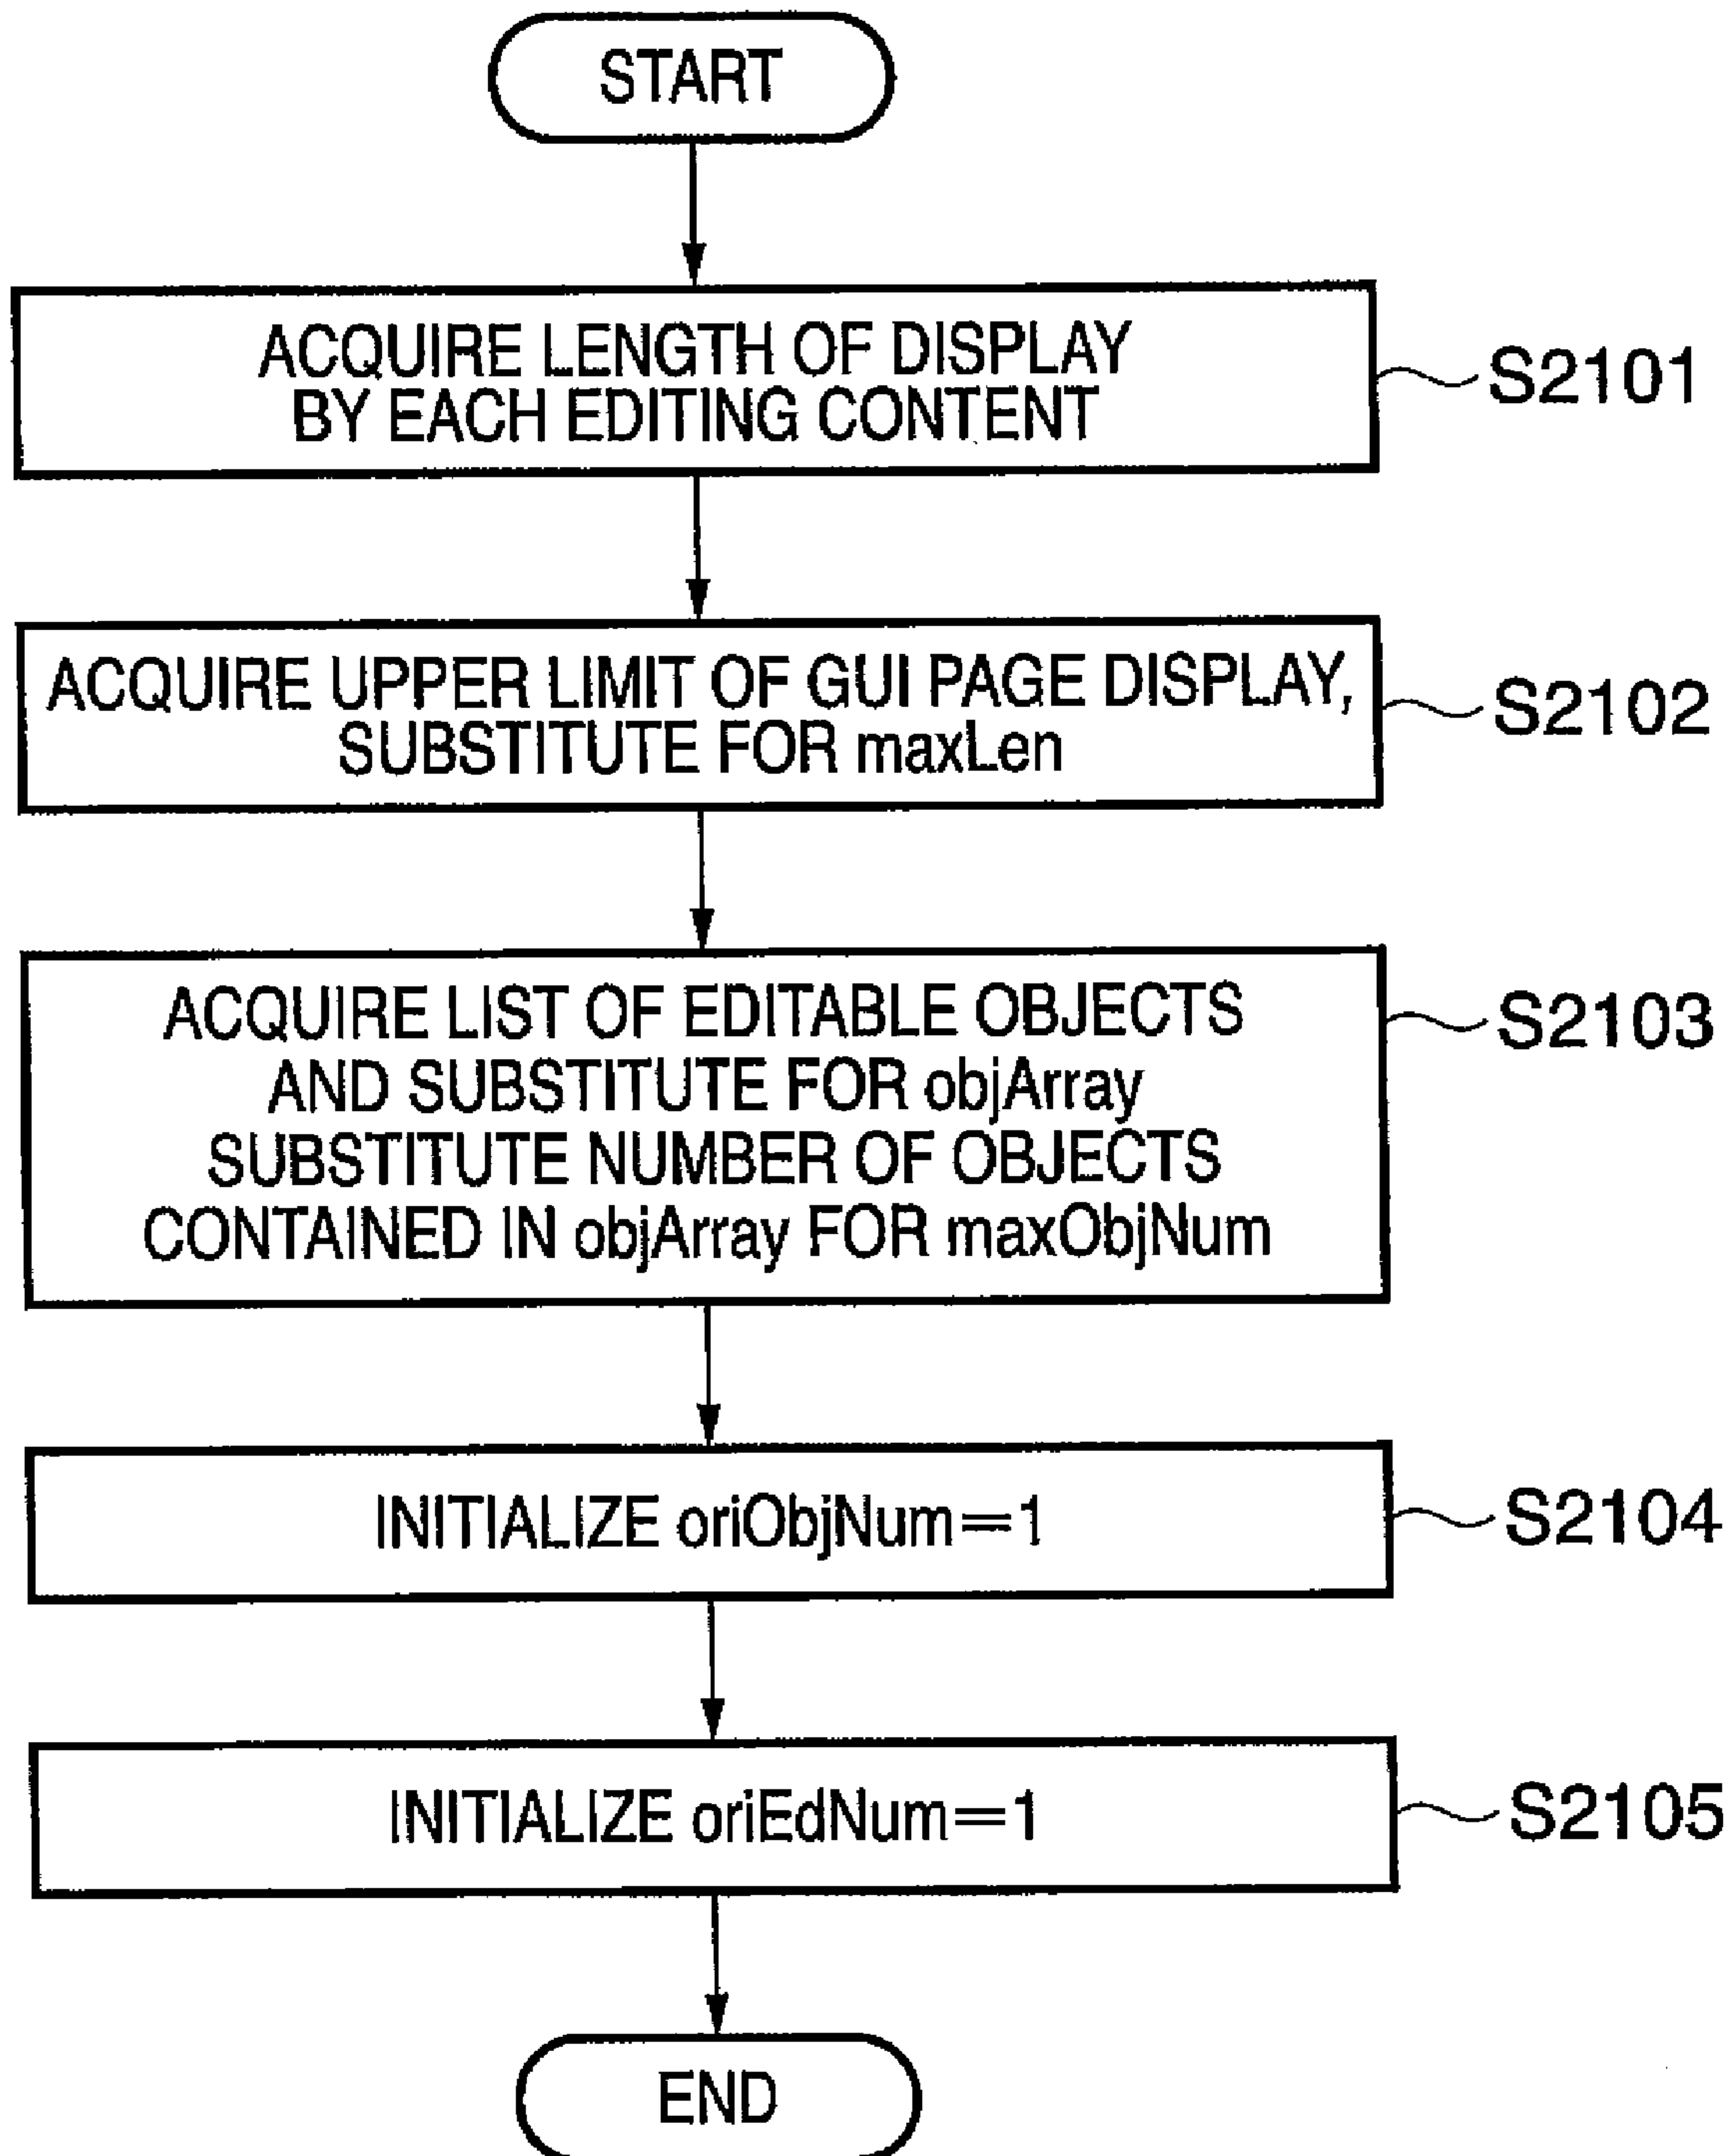 START
ACQUIRE LENGTH OF DISPLAY
BY EACH EDITING CONTENT
S2101
ACQUIRE UPPER LIMIT OF GUI PAGE DISPLAY,
SUBSTITUTE FOR maxLen
S2102
ACQUIRE LIST OF EDITABLE OBJECTS
AND SUBSTITUTE FOR objArray
SUBSTITUTE NUMBER OF OBJECTS
CONTAINED IN objArray FOR maxObjNum
S2103
INITIALIZE oriObjNum=1
S2104
INITIALIZE oriEdNum=1
S2105
END